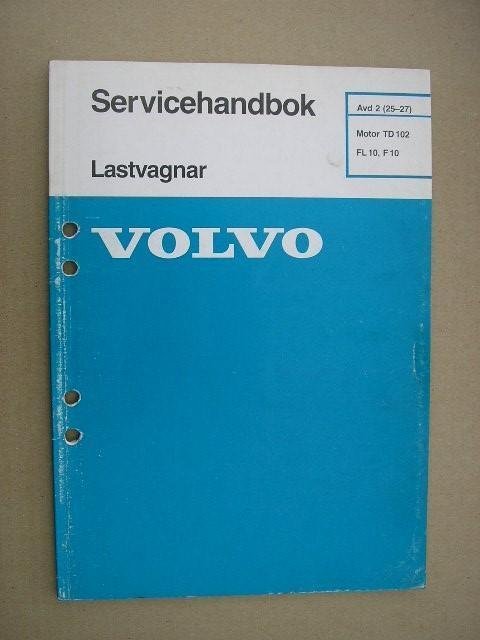 Servicehandbok
Lastvagnar
Avd 2 (25–27)
Motor TD 102
FL 10, F 10
VOLVO